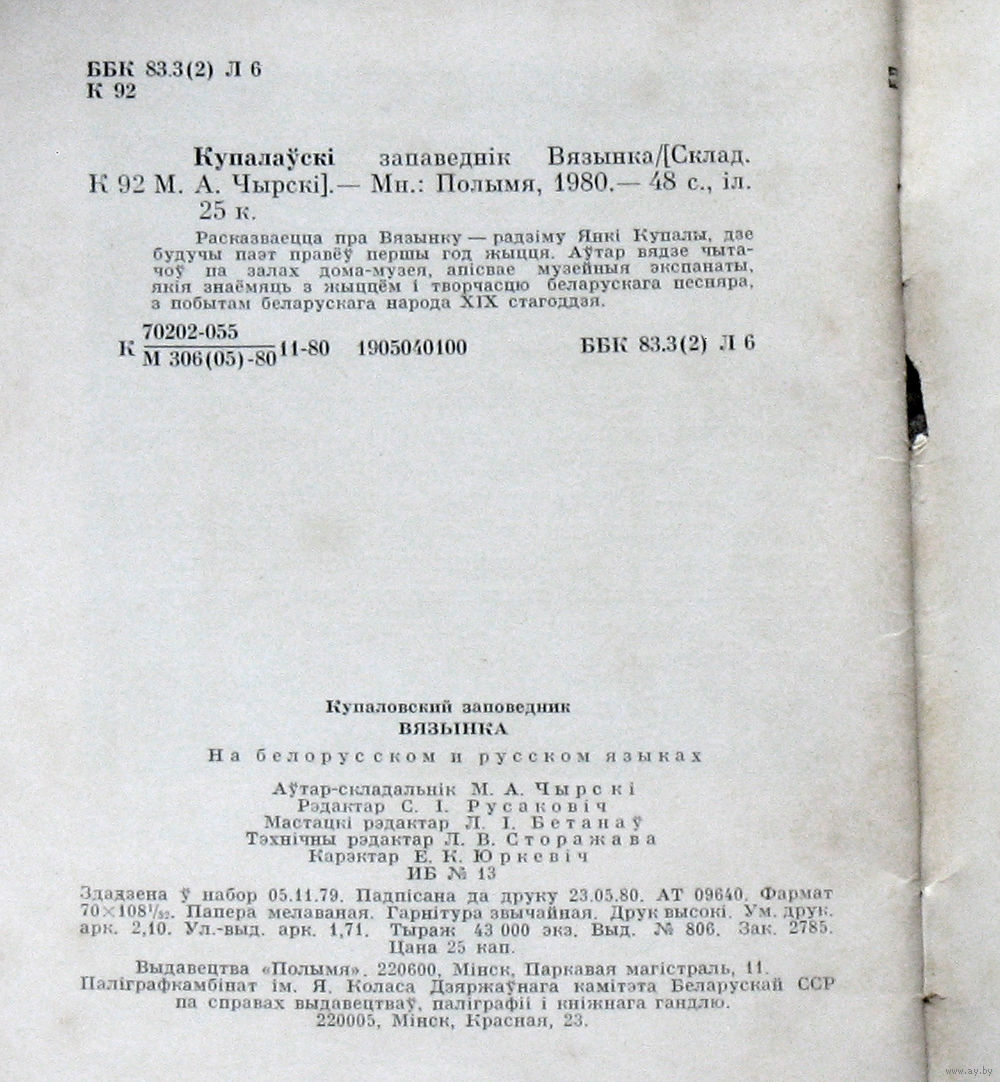 ББК 83.3(2) Л 6
К 92
Купалаўскі запаведнік Вязынка/[Склад.
К 92 М. А. Чырскі].— Мн.: Полымя, 1980.— 48 с., іл.
25 к.
Расказваецца пра Вязынку — радзіму Янкі Купалы, дзе
будучы паэт правёў першы год жыцця. Аўтар вядзе чыта-
чоў па залах дома-музея, апісвае музейныя экспанаты,
якія знаёмяць з жыццём і творчасцю беларускага песняра,
з побытам беларускага народа XIX стагоддзя.
70202-055
К М 306(05)-80 11-80 1905040100 ББК 83.3(2) Л 6
Купаловский заповедник
ВЯЗЫНКА
На белорусском и русском языках
Аўтар-складальнік М. А. Чырскі
Рэдактар С. І. Русаковіч
Мастацкі рэдактар Л. І. Бетанаў
Тэхнічны рэдактар Л. В. Сторажава
Карэктар Е. К. Юркевіч
ИБ № 13
Здадзена ў набор 05.11.79. Падпісана да друку 23.05.80. АТ 09640. Фармат
70×108¹/₃₂. Папера мелаваная. Гарнітура звычайная. Друк высокі. Ум. друк.
арк. 2,10. Ул.-выд. арк. 1,71. Тыраж 43 000 экз. Выд. № 806. Зак. 2785.
Цана 25 кап.
Выдавецтва «Полымя». 220600, Мінск, Паркавая магістраль, 11.
Паліграфкамбінат ім. Я. Коласа Дзяржаўнага камітэта Беларускай ССР
па справах выдавецтваў, паліграфіі і кніжнага гандлю.
220005, Мінск, Красная, 23.
www.ay.by